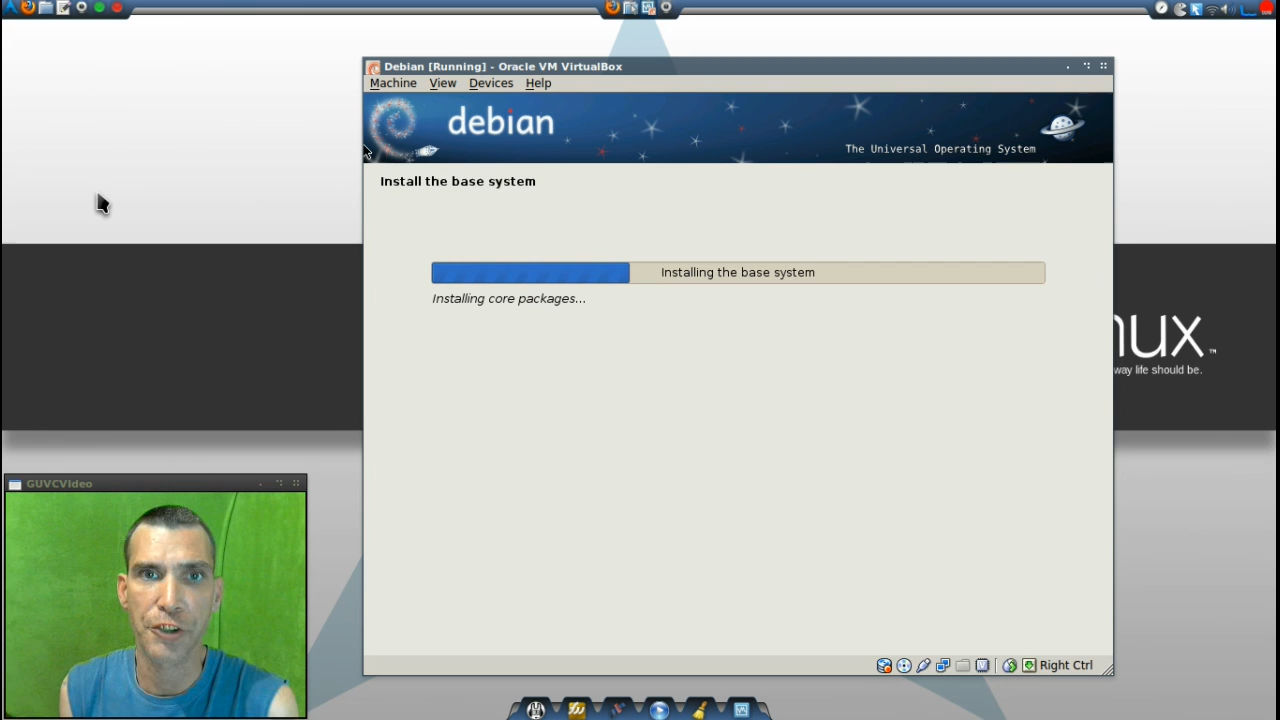 Debian [Running] - Oracle VM VirtualBox
Machine View Devices Help
debian
The Universal Operating System
Install the base system
Installing the base system
Installing core packages...
nux™
way life should be.
GUVCVideo
Right Ctrl